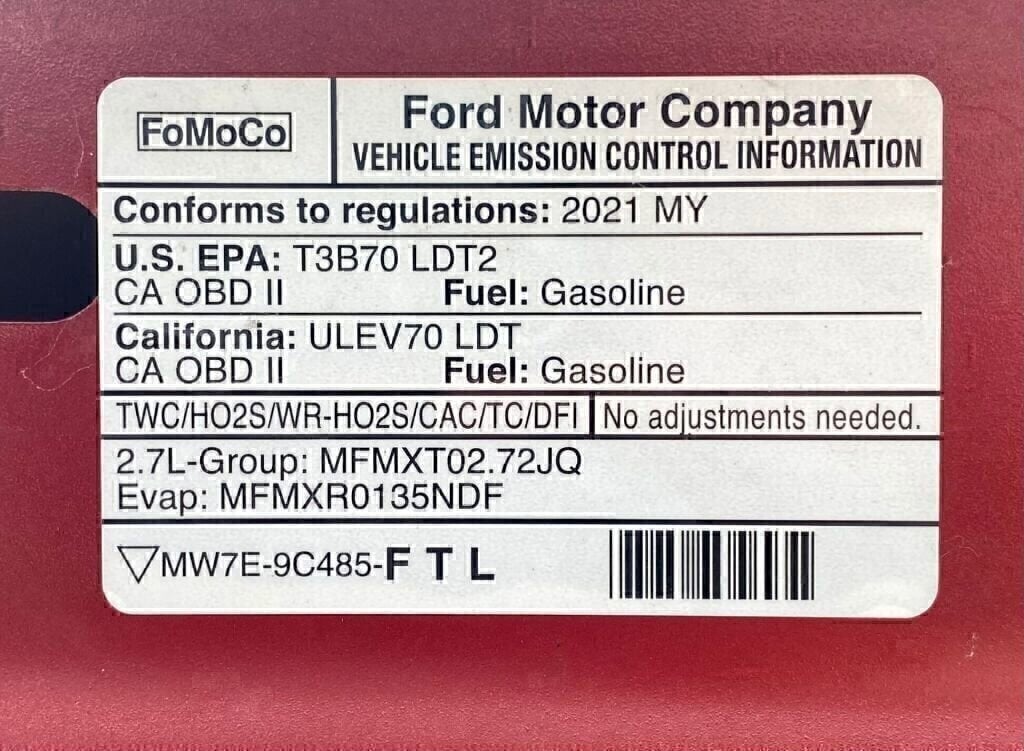 FoMoCo
Ford Motor Company
VEHICLE EMISSION CONTROL INFORMATION
Conforms to regulations: 2021 MY
U.S. EPA: T3B70 LDT2
CA OBD II Fuel: Gasoline
California: ULEV70 LDT
CA OBD II Fuel: Gasoline
TWC/HO2S/WR-HO2S/CAC/TC/DFI No adjustments needed.
2.7L-Group: MFMXT02.72JQ
Evap: MFMXR0135NDF
▽MW7E-9C485-F T L